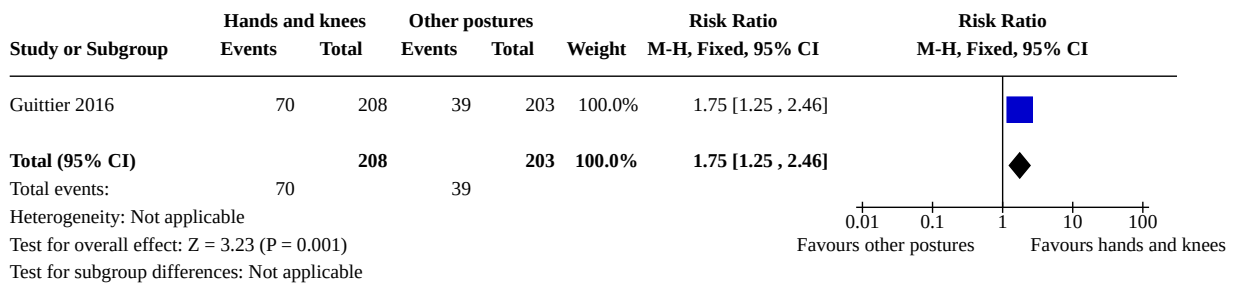 Hands and knees Other postures Risk Ratio Risk Ratio
Study or Subgroup Events Total Events Total Weight M-H, Fixed, 95% CI M-H, Fixed, 95% CI
Guittier 2016 70 208 39 203 100.0% 1.75 [1.25 , 2.46]
Total (95% CI) 208 203 100.0% 1.75 [1.25 , 2.46]
Total events: 70 39
Heterogeneity: Not applicable
Test for overall effect: Z = 3.23 (P = 0.001)
Test for subgroup differences: Not applicable
0.01 0.1 1 10 100
Favours other postures Favours hands and knees